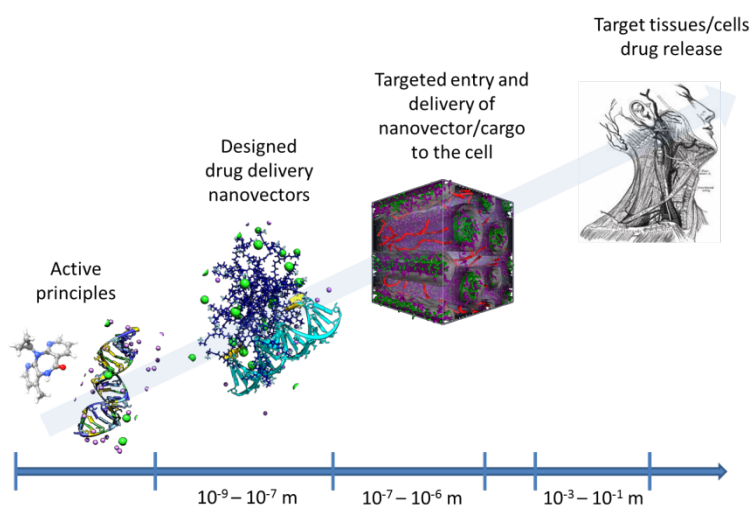 Target tissues/cells
drug release
Targeted entry and
delivery of
nanovector/cargo
to the cell
Designed
drug delivery
nanovectors
Active
principles
10⁻⁹ – 10⁻⁷ m
10⁻⁷ – 10⁻⁶ m
10⁻³ – 10⁻¹ m